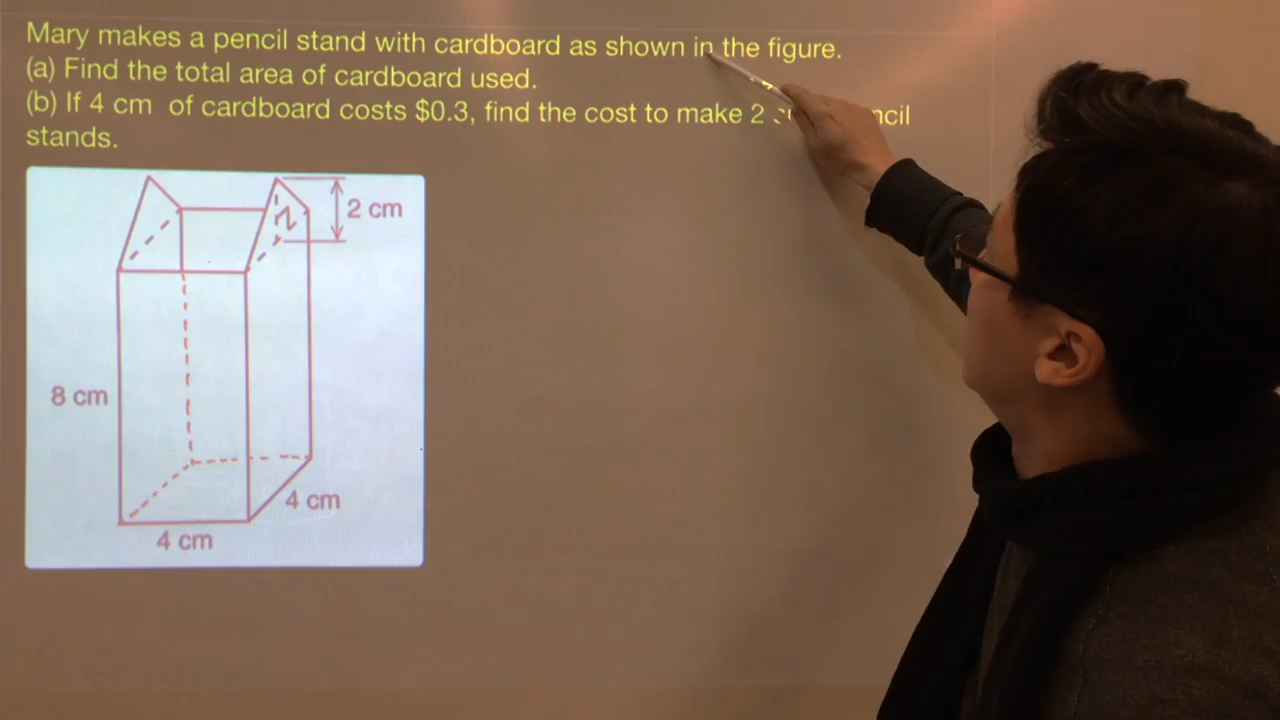 Mary makes a pencil stand with cardboard as shown in the figure.
(a) Find the total area of cardboard used.
(b) If 4 cm of cardboard costs $0.3, find the cost to make 2
stands.
2 cm
8 cm
4 cm
4 cm